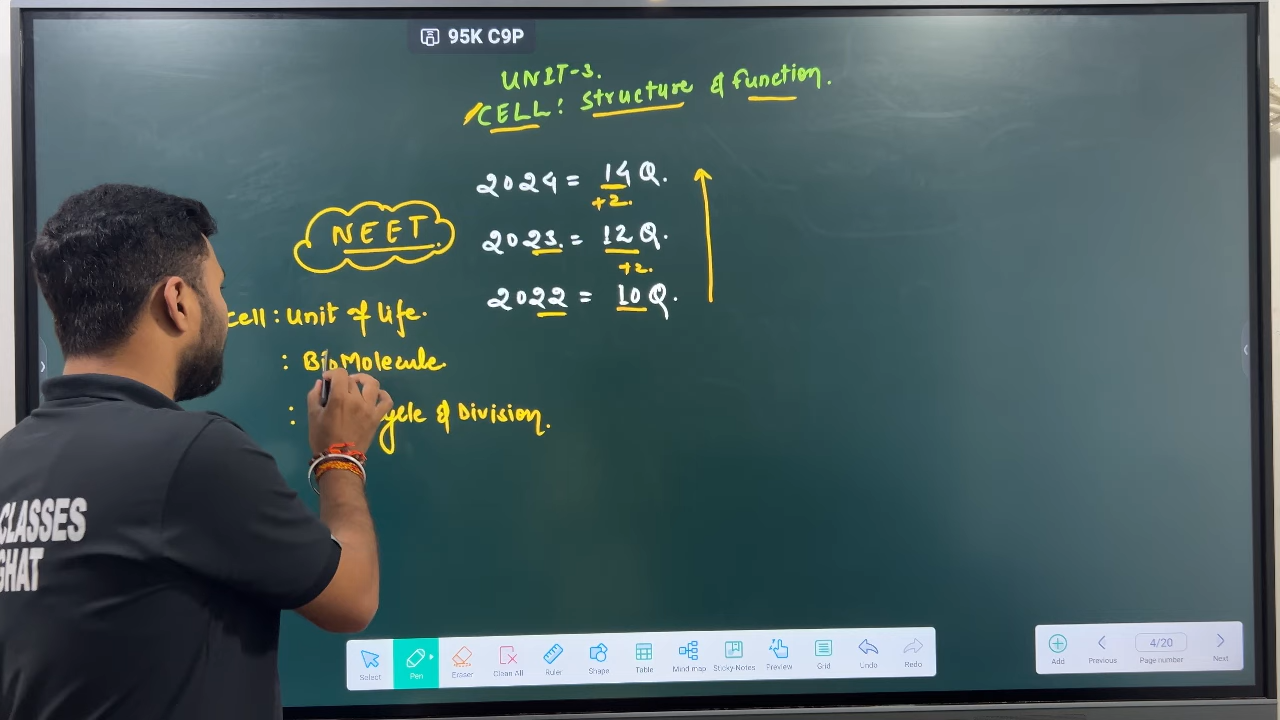 95K C9P
UNIT-3.
CELL: Structure & function.
2024 = 14 Q.
+2.
NEET
2023. = 12 Q.
+2.
2022 = 10 Q.
cell: Unit of life.
: BioMolecule.
: & Division.
CLASSES
GHAT
Select Pen Eraser Clean All Ruler Shape Table Mind map Sticky-Notes Preview Grid Undo Redo
Add Previous 4/20 Page number Next